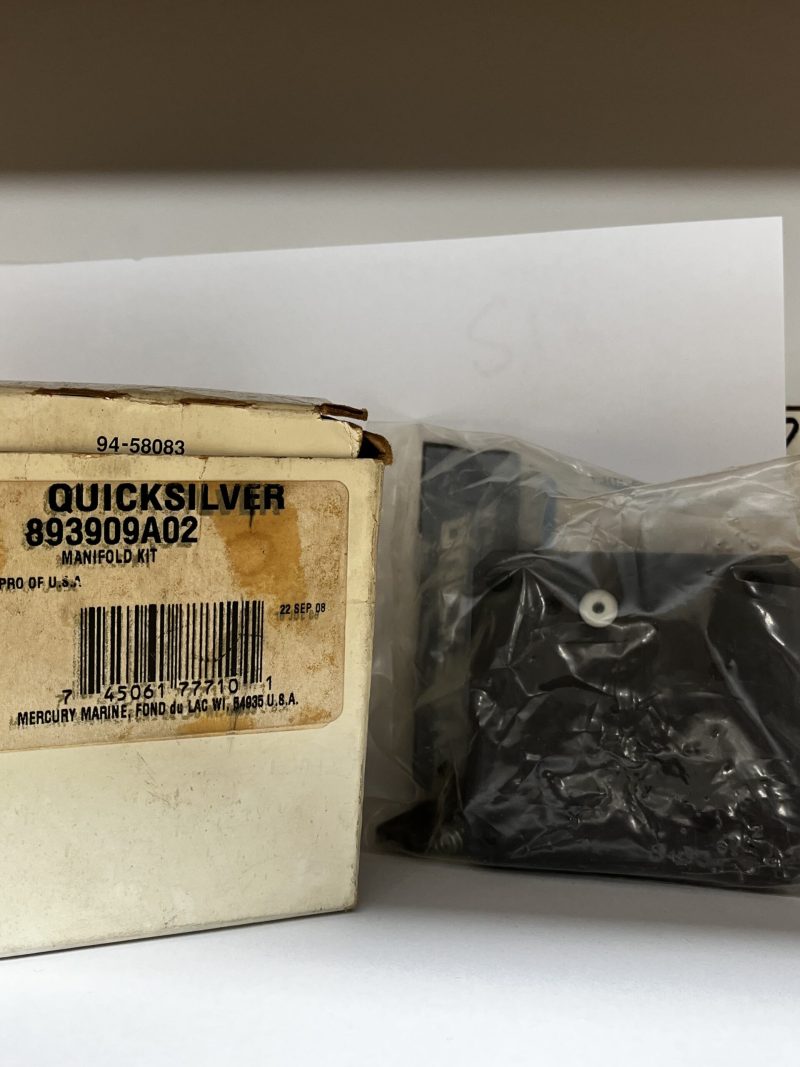 94-58083
QUICKSILVER
893909A02
MANIFOLD KIT
PRO OF U.S.A
22 SEP 08
7 45061 77710 1
MERCURY MARINE, FOND du LAC WI, 54935 U.S.A.